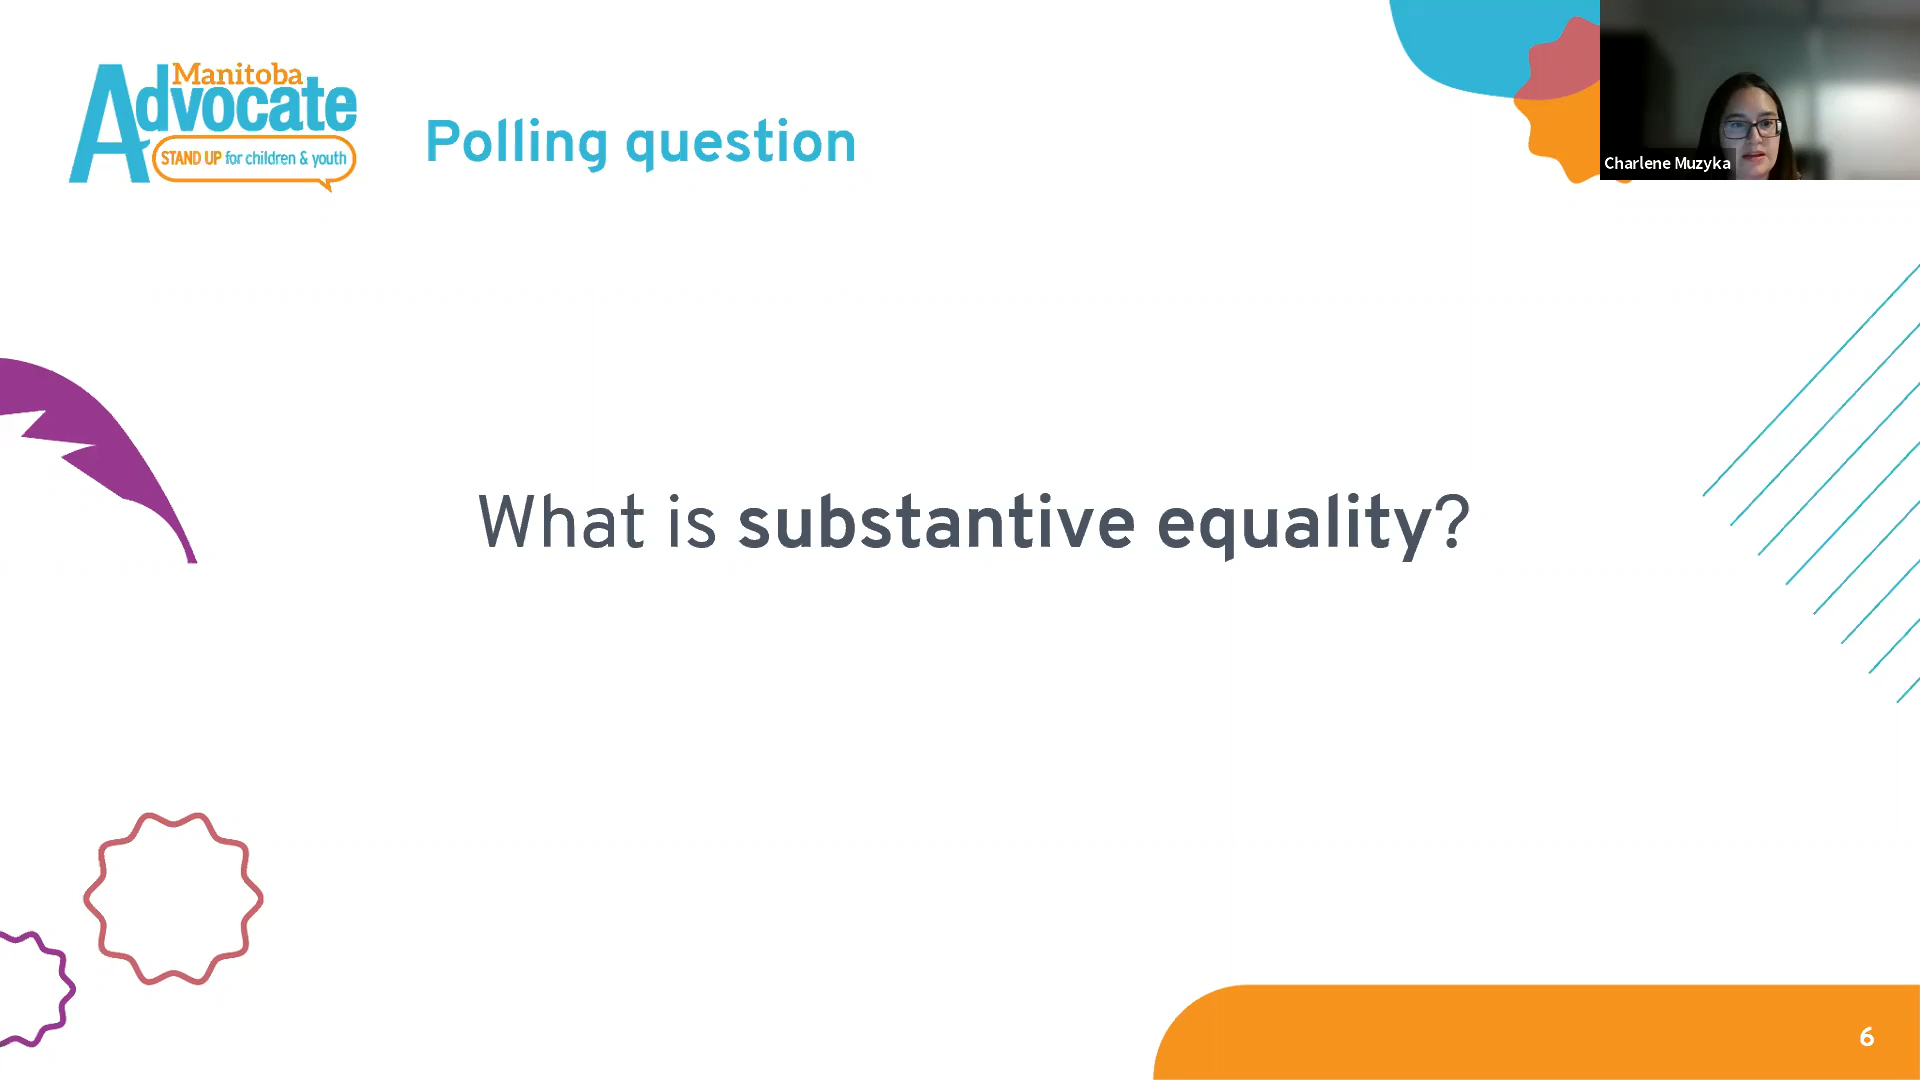 Manitoba
Advocate
STAND UP for children & youth
Polling question
Charlene Muzyka
What is substantive equality?
6